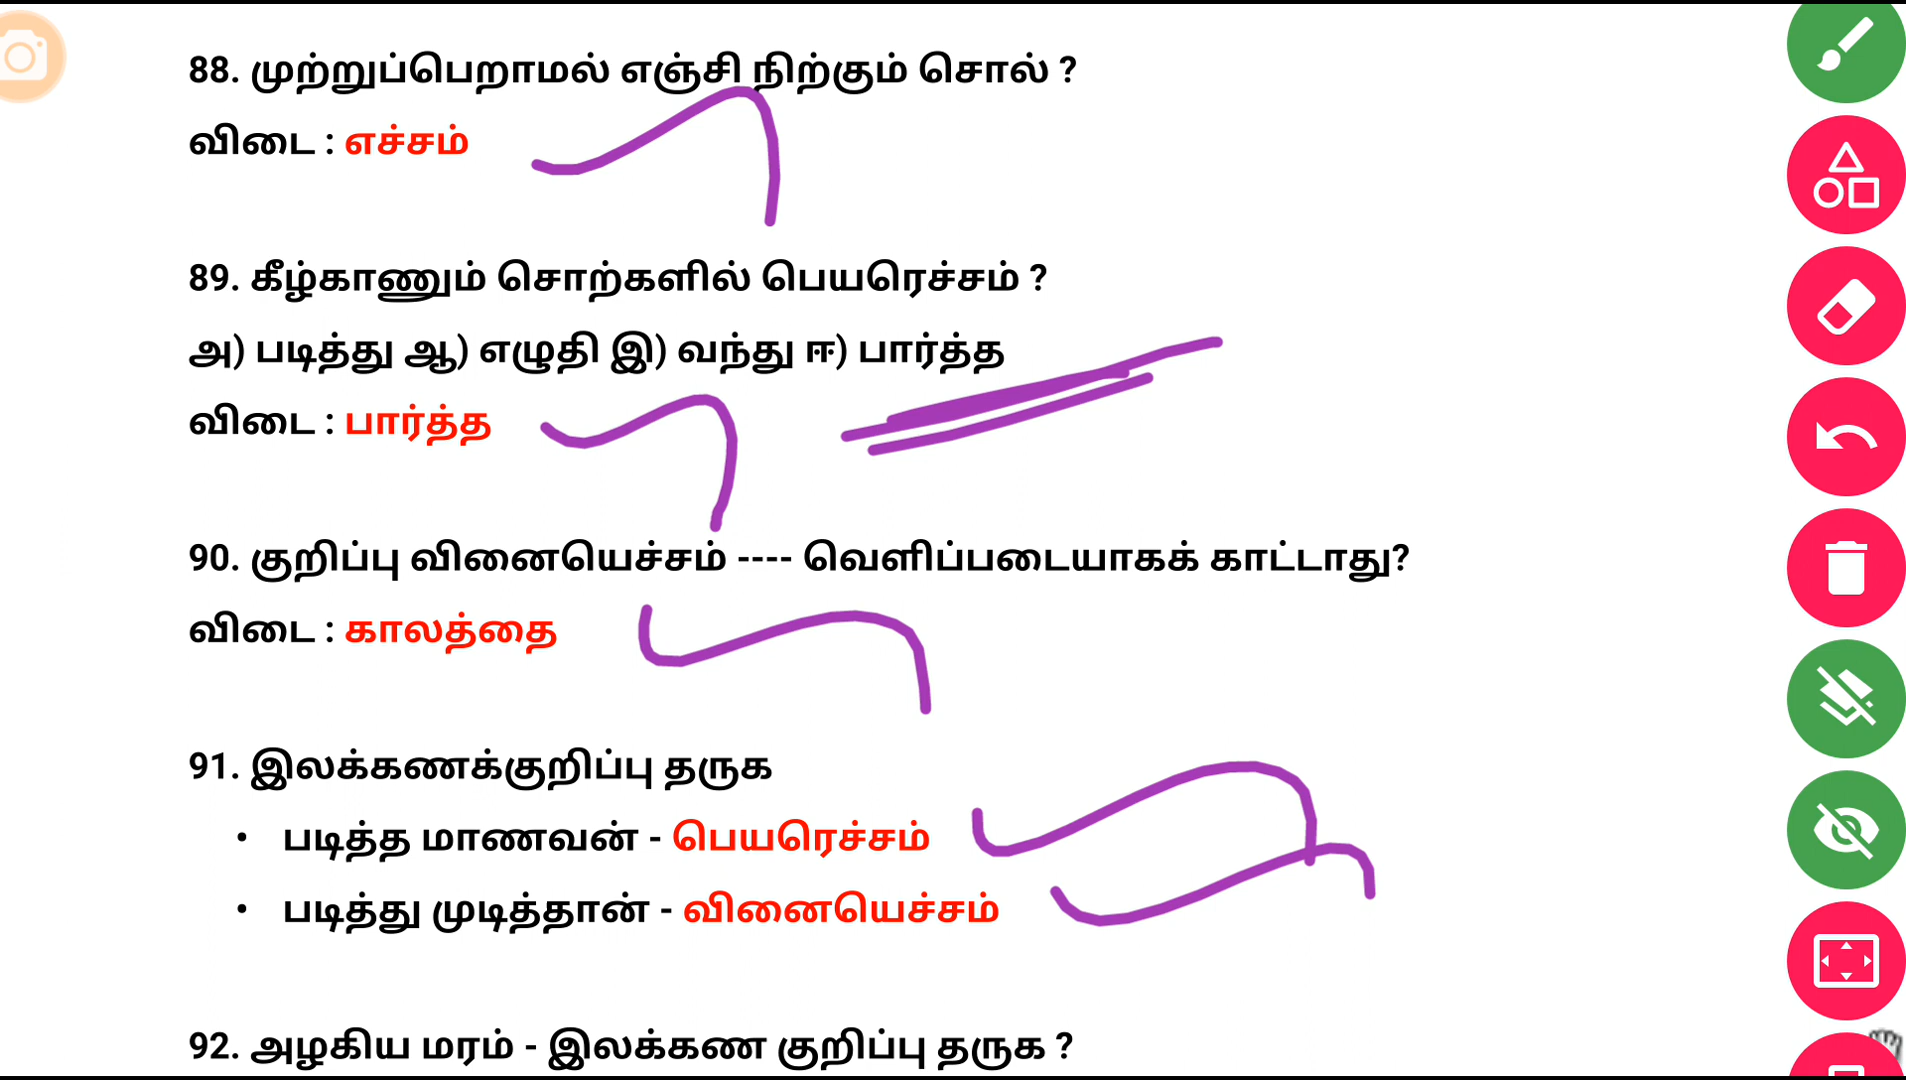 88. முற்றுப்பெறாமல் எஞ்சி நிற்கும் சொல் ?
விடை : எச்சம்
89. கீழ்காணும் சொற்களில் பெயரெச்சம் ?
அ) படித்து ஆ) எழுதி இ) வந்து ஈ) பார்த்த
விடை : பார்த்த
90. குறிப்பு வினையெச்சம் ---- வெளிப்படையாகக் காட்டாது?
விடை : காலத்தை
91. இலக்கணக்குறிப்பு தருக
• படித்த மாணவன் - பெயரெச்சம்
• படித்து முடித்தான் - வினையெச்சம்
92. அழகிய மரம் - இலக்கண குறிப்பு தருக ?